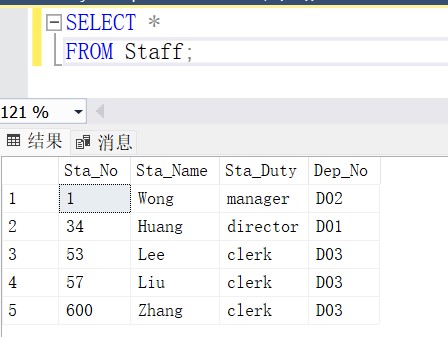 SELECT *
FROM Staff;
121 %
结果 消息
Sta_No Sta_Name Sta_Duty Dep_No
1 1 Wong manager D02
2 34 Huang director D01
3 53 Lee clerk D03
4 57 Liu clerk D03
5 600 Zhang clerk D03